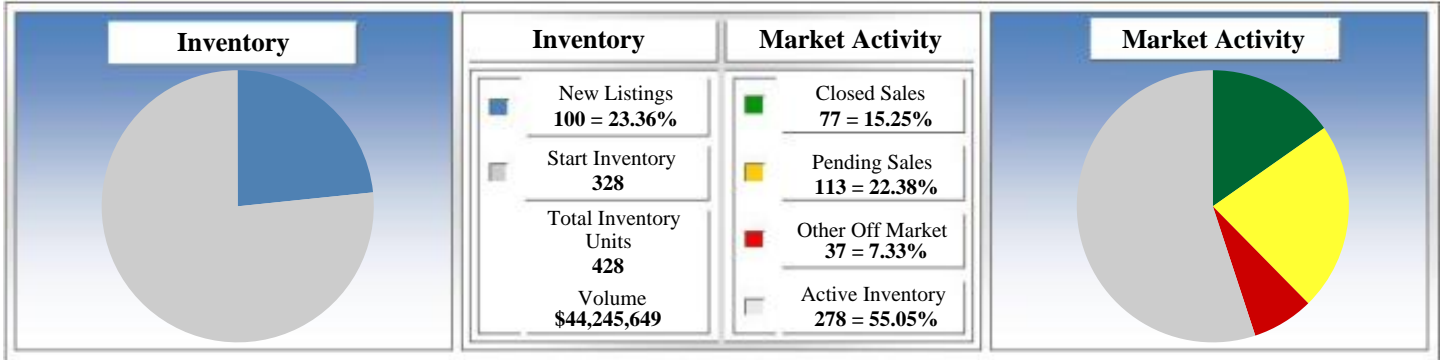 Inventory
Inventory
Market Activity
Market Activity
New Listings
100 = 23.36%
Start Inventory
328
Total Inventory
Units
428
Volume
$44,245,649
Closed Sales
77 = 15.25%
Pending Sales
113 = 22.38%
Other Off Market
37 = 7.33%
Active Inventory
278 = 55.05%